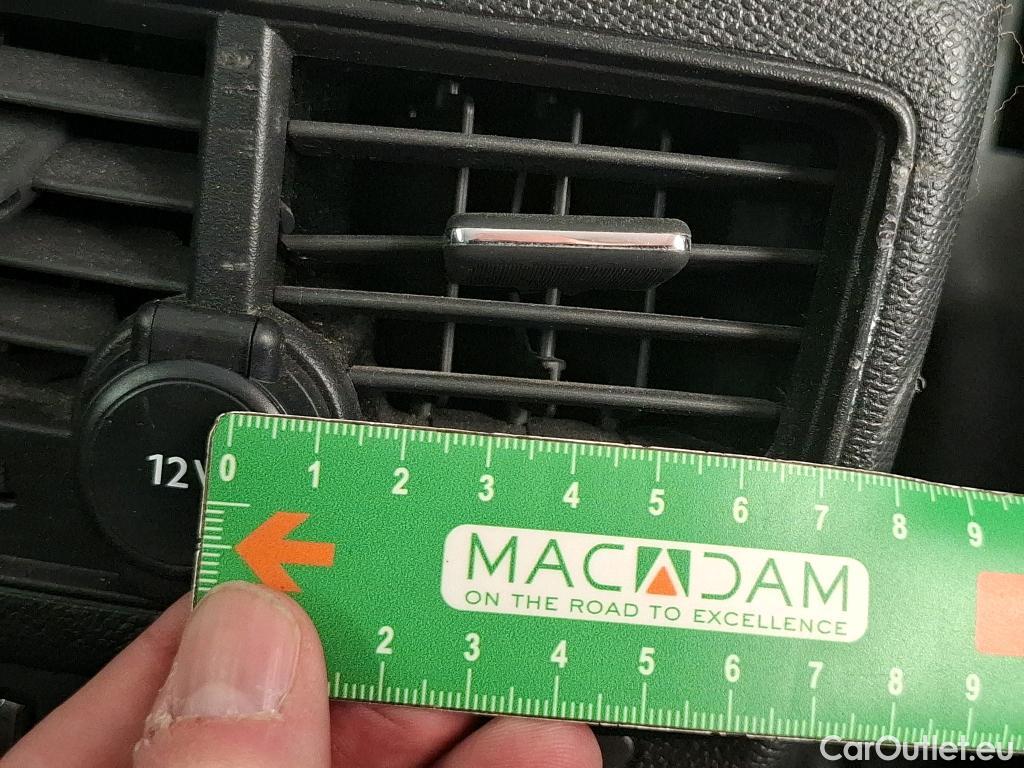 12V
0 1 2 3 4 5 6 7 8 9
MACADAM
ON THE ROAD TO EXCELLENCE
2 3 4 5 6 7 8 9
CarOutlet.eu